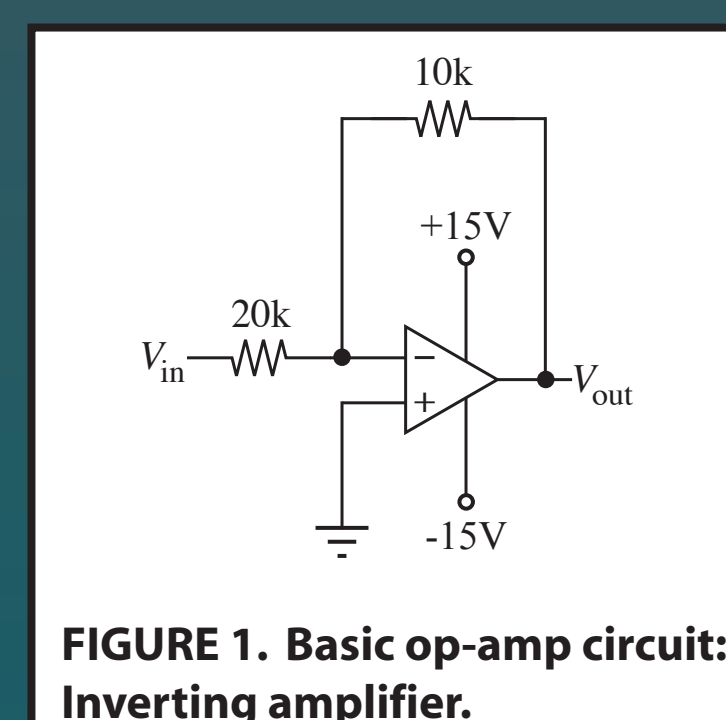 10k
+15V
20k
Vin
−
+
Vout
-15V
FIGURE 1. Basic op-amp circuit:
Inverting amplifier.